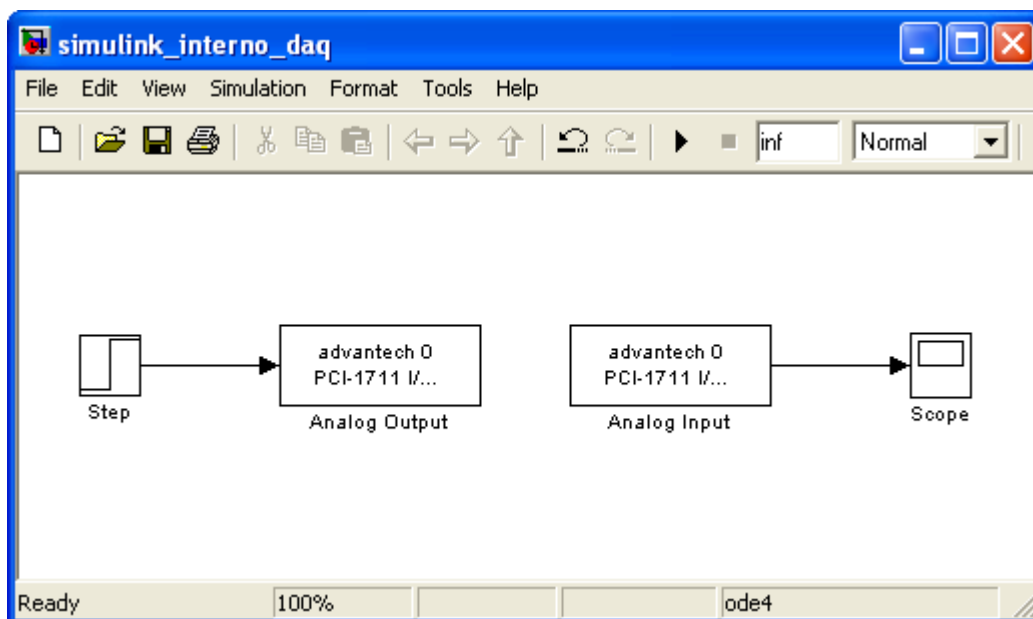 simulink_interno_daq
File Edit View Simulation Format Tools Help
inf Normal
advantech 0
PCI-1711 I/...
Analog Output
advantech 0
PCI-1711 I/...
Analog Input
Step
Scope
Ready 100% ode4